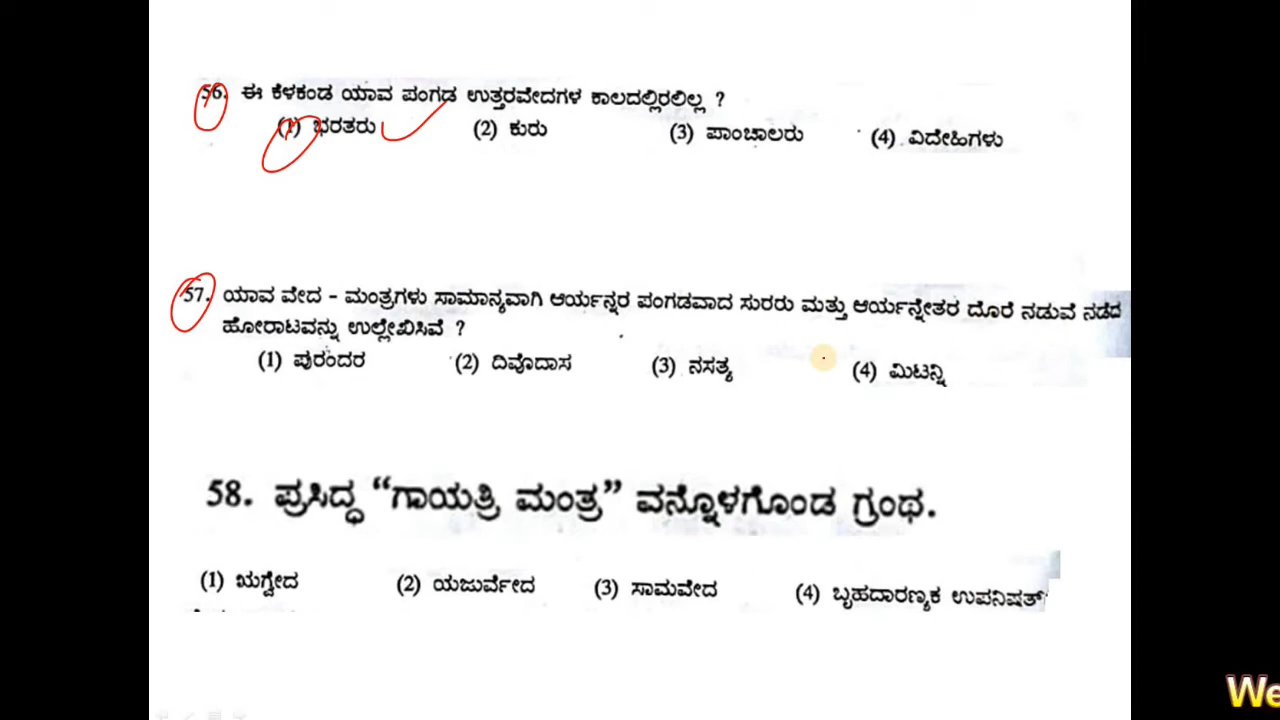 56. ಈ ಕೆಳಕಂಡ ಯಾವ ಪಂಗಡ ಉತ್ತರವೇದಗಳ ಕಾಲದಲ್ಲಿರಲಿಲ್ಲ ?
(1) ಭರತರು (2) ಕುರು (3) ಪಾಂಚಾಲರು (4) ವಿದೇಹಿಗಳು
57. ಯಾವ ವೇದ - ಮಂತ್ರಗಳು ಸಾಮಾನ್ಯವಾಗಿ ಆರ್ಯನ್ನರ ಪಂಗಡವಾದ ಸುರರು ಮತ್ತು ಆರ್ಯನ್ನೇತರ ದೊರೆ ನಡುವೆ ನಡೆದ
ಹೋರಾಟವನ್ನು ಉಲ್ಲೇಖಿಸಿವೆ ?
(1) ಪುರಂದರ (2) ದಿವೊದಾಸ (3) ನಸತ್ಯ (4) ಮಿಟನ್ನಿ
58. ಪ್ರಸಿದ್ಧ “ಗಾಯತ್ರಿ ಮಂತ್ರ” ವನ್ನೊಳಗೊಂಡ ಗ್ರಂಥ.
(1) ಋಗ್ವೇದ (2) ಯಜುರ್ವೇದ (3) ಸಾಮವೇದ (4) ಬೃಹದಾರಣ್ಯಕ ಉಪನಿಷತ್
We